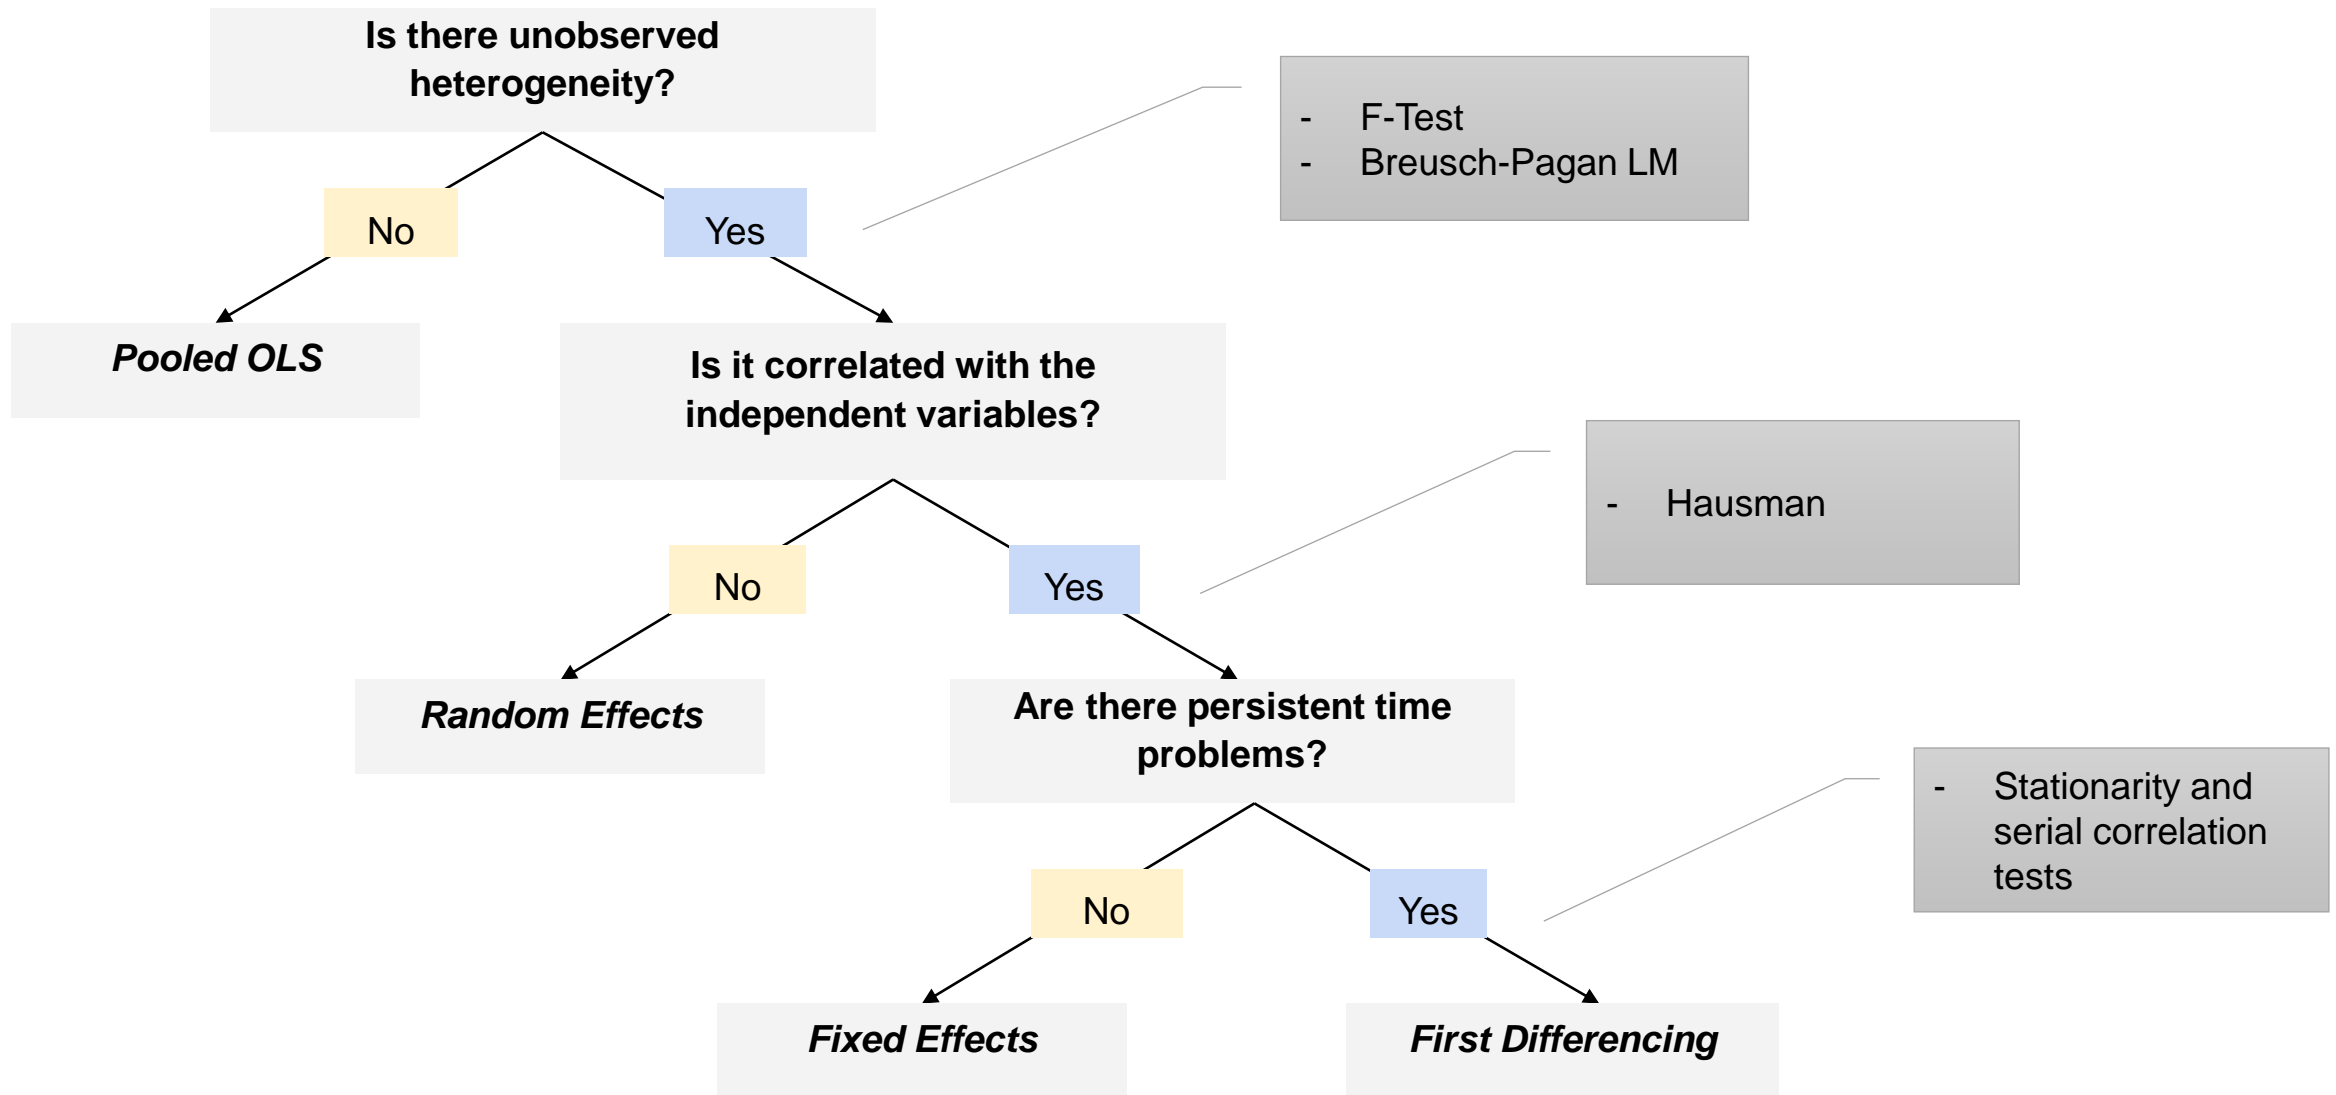 Is there unobserved
heterogeneity?
- F-Test
- Breusch-Pagan LM
No
Yes
Pooled OLS
Is it correlated with the
independent variables?
- Hausman
No
Yes
Random Effects
Are there persistent time
problems?
- Stationarity and
serial correlation
tests
No
Yes
Fixed Effects
First Differencing